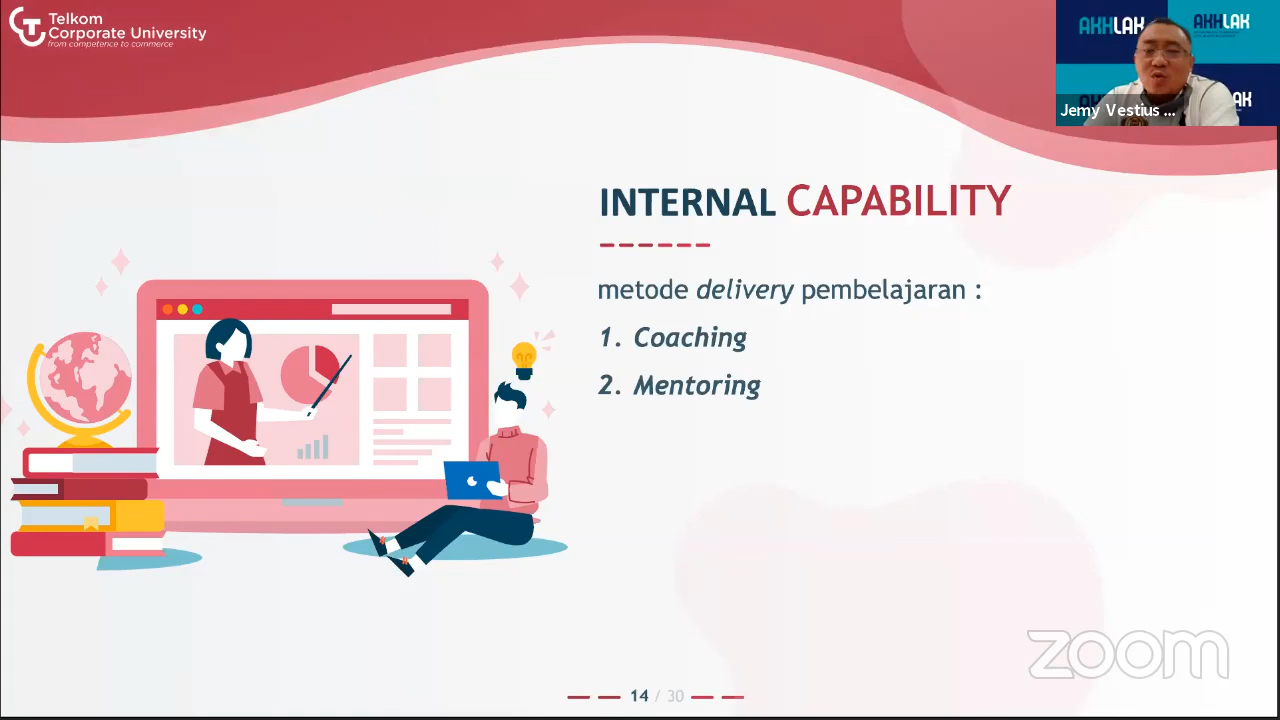 Telkom
Corporate University
from competence to commerce
AKHLAK
AKHLAK
Jemy Vestius ...
INTERNAL CAPABILITY
metode delivery pembelajaran :
1. Coaching
2. Mentoring
14 / 30
zoom